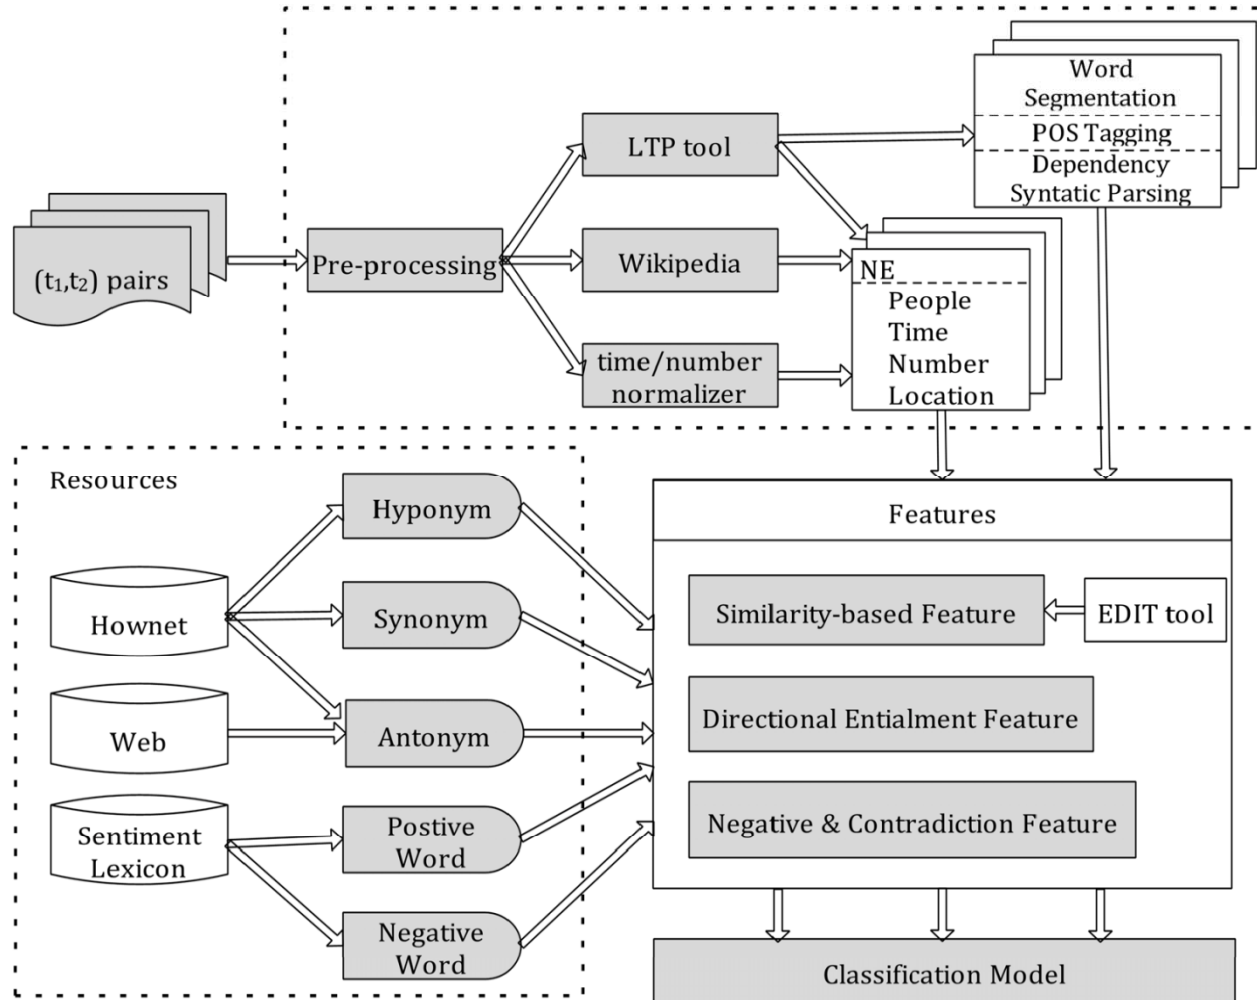 Word
Segmentation
POS Tagging
Dependency
Syntatic Parsing
LTP tool
(t₁,t₂) pairs
Pre-processing
Wikipedia
NE
People
Time
Number
Location
time/number
normalizer
Resources
Hyponym
Hownet
Synonym
Web
Antonym
Sentiment
Lexicon
Postive
Word
Negative
Word
Features
Similarity-based Feature
EDIT tool
Directional Entialment Feature
Negative & Contradiction Feature
Classification Model